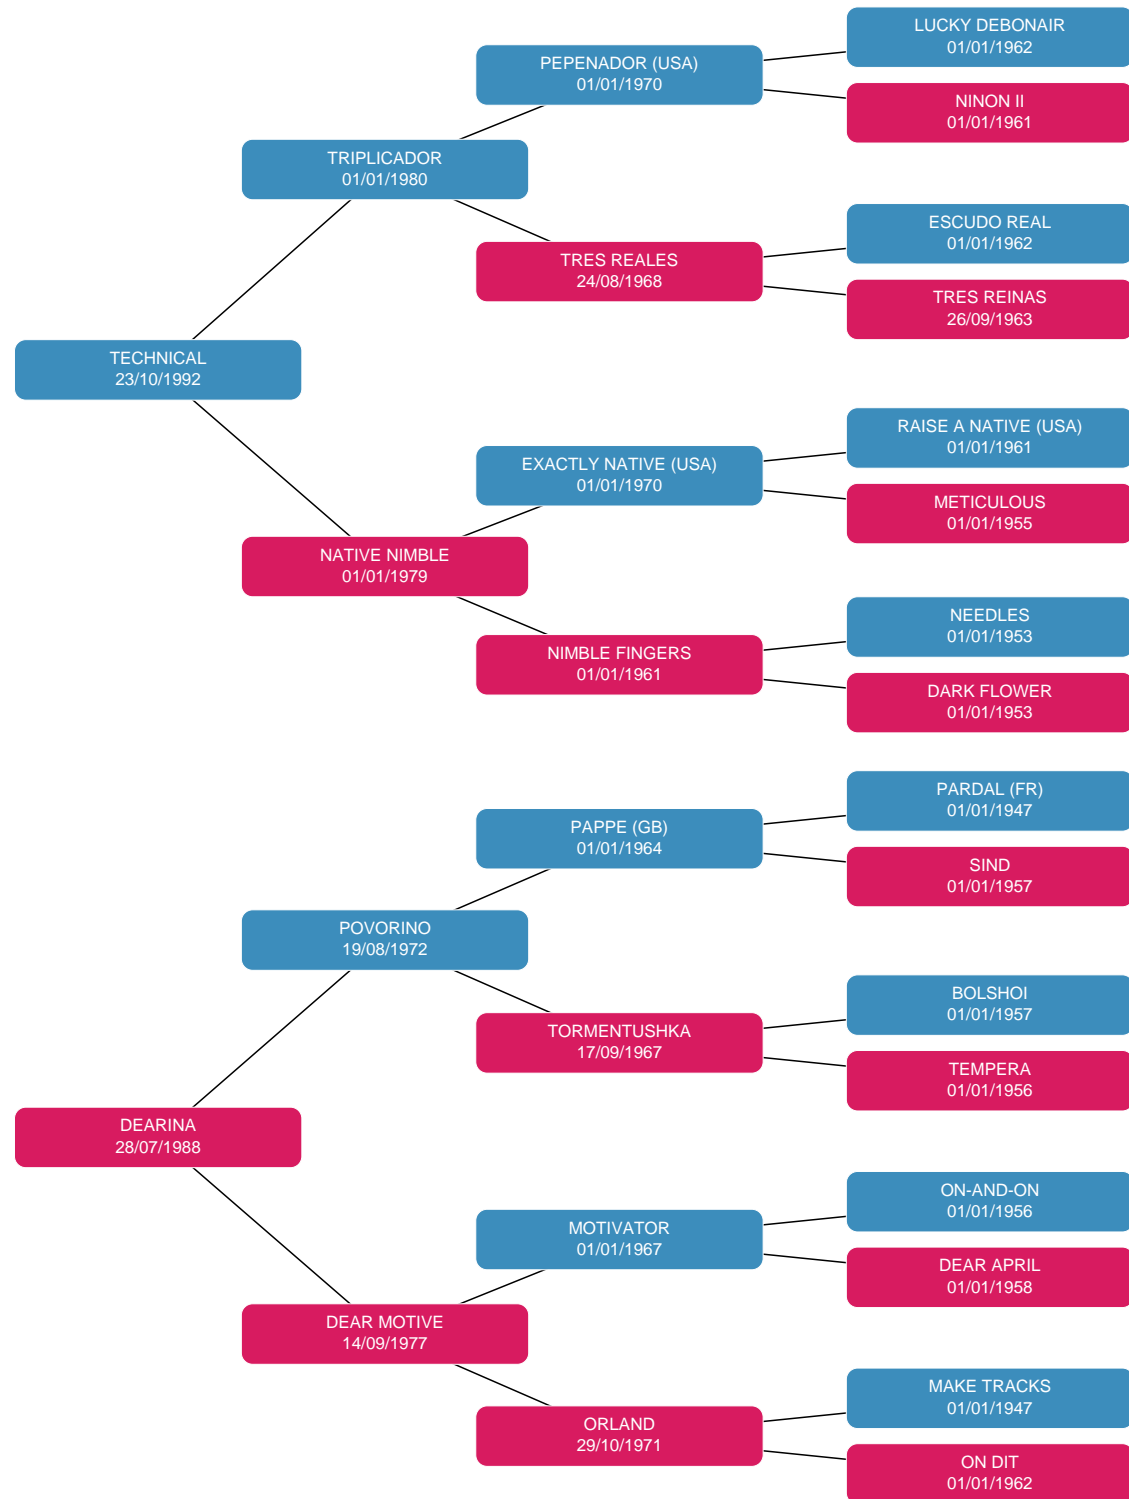 LUCKY DEBONAIR
01/01/1962
PEPENADOR (USA)
01/01/1970
NINON II
01/01/1961
TRIPLICADOR
01/01/1980
ESCUDO REAL
01/01/1962
TRES REALES
24/08/1968
TRES REINAS
26/09/1963
TECHNICAL
23/10/1992
RAISE A NATIVE (USA)
01/01/1961
EXACTLY NATIVE (USA)
01/01/1970
METICULOUS
01/01/1955
NATIVE NIMBLE
01/01/1979
NEEDLES
01/01/1953
NIMBLE FINGERS
01/01/1961
DARK FLOWER
01/01/1953
PARDAL (FR)
01/01/1947
PAPPE (GB)
01/01/1964
SIND
01/01/1957
POVORINO
19/08/1972
BOLSHOI
01/01/1957
TORMENTUSHKA
17/09/1967
TEMPERA
01/01/1956
DEARINA
28/07/1988
ON-AND-ON
01/01/1956
MOTIVATOR
01/01/1967
DEAR APRIL
01/01/1958
DEAR MOTIVE
14/09/1977
MAKE TRACKS
01/01/1947
ORLAND
29/10/1971
ON DIT
01/01/1962